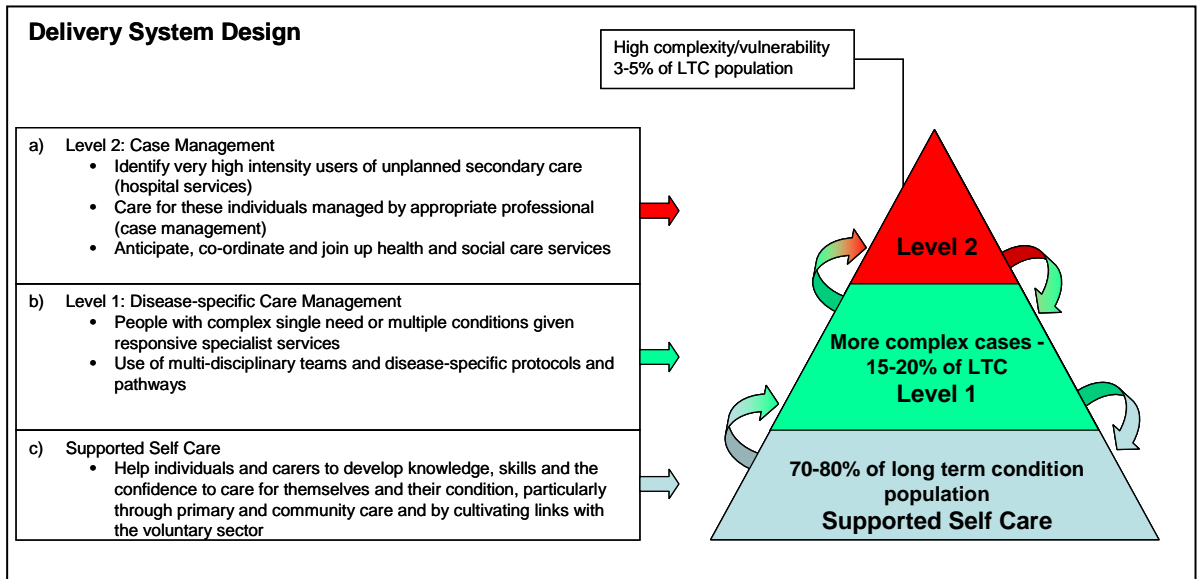 Delivery System Design
High complexity/vulnerability
3-5% of LTC population
a) Level 2: Case Management
• Identify very high intensity users of unplanned secondary care
(hospital services)
• Care for these individuals managed by appropriate professional
(case management)
• Anticipate, co-ordinate and join up health and social care services
b) Level 1: Disease-specific Care Management
• People with complex single need or multiple conditions given
responsive specialist services
• Use of multi-disciplinary teams and disease-specific protocols and
pathways
c) Supported Self Care
• Help individuals and carers to develop knowledge, skills and the
confidence to care for themselves and their condition, particularly
through primary and community care and by cultivating links with
the voluntary sector
Level 2
More complex cases -
15-20% of LTC
Level 1
70-80% of long term condition
population
Supported Self Care